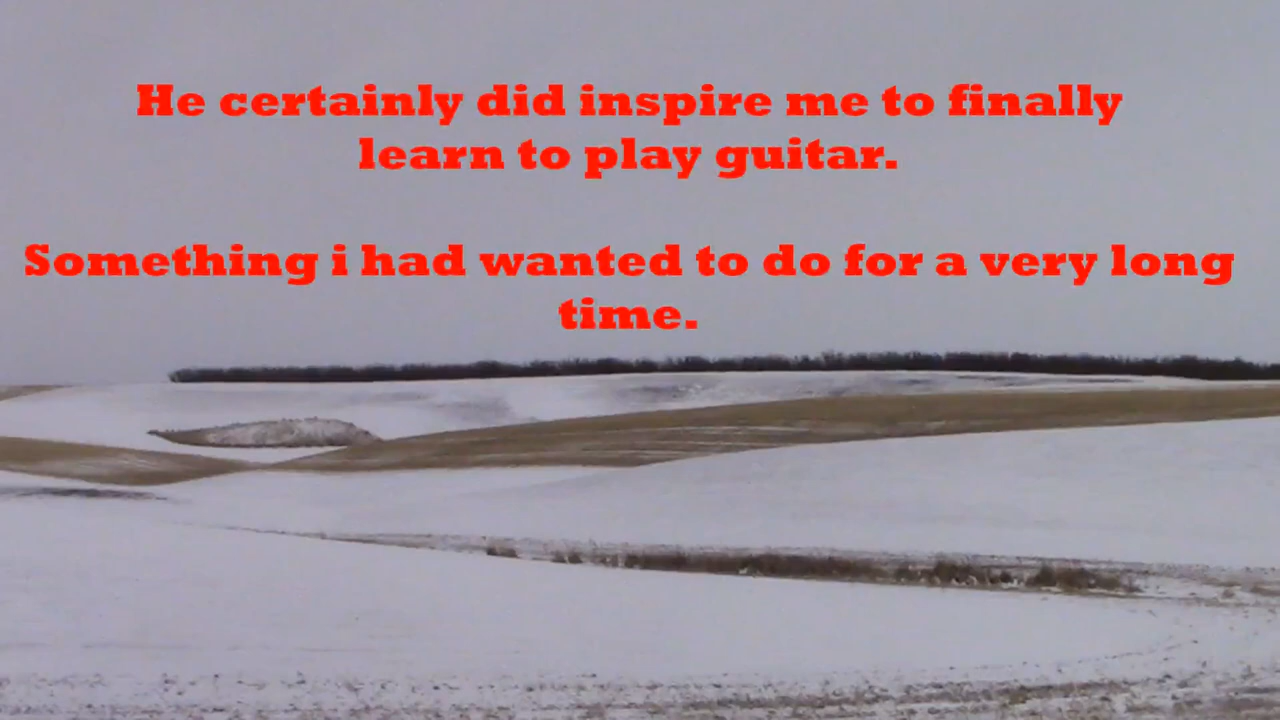 He certainly did inspire me to finally
learn to play guitar.
Something i had wanted to do for a very long
time.